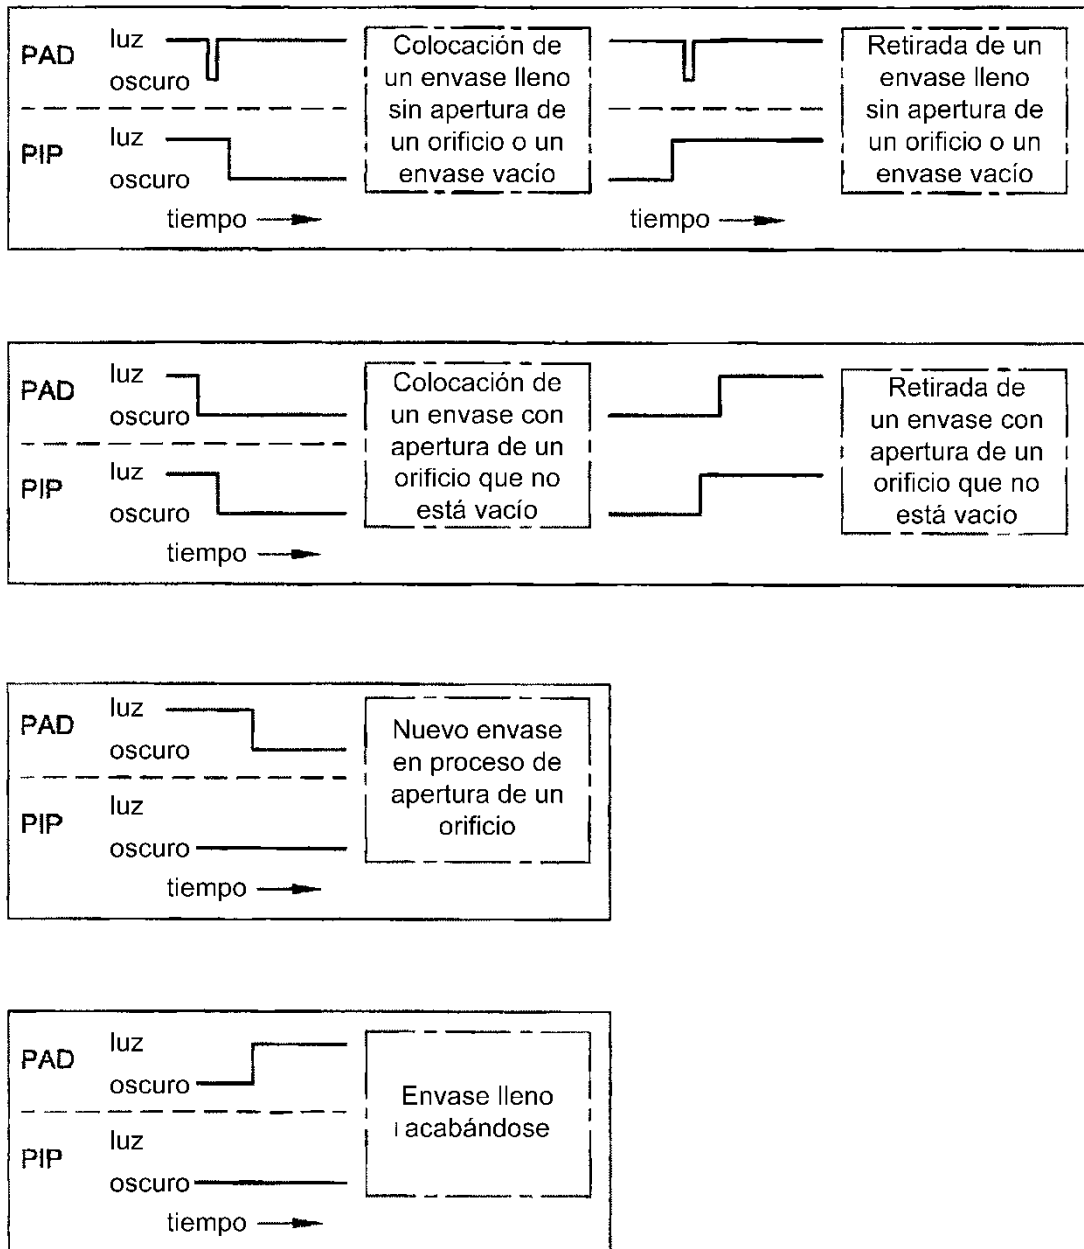 PAD
luz
oscuro
PIP
luz
oscuro
tiempo
Colocación de
un envase lleno
sin apertura de
un orificio o un
envase vacío
tiempo
Retirada de un
envase lleno
sin apertura de
un orificio o un
envase vacío
PAD
luz
oscuro
PIP
luz
oscuro
tiempo
Colocación de
un envase con
apertura de un
orificio que no
está vacío
Retirada de
un envase con
apertura de un
orificio que no
está vacío
PAD
luz
oscuro
PIP
luz
oscuro
tiempo
Nuevo envase
en proceso de
apertura de un
orificio
PAD
luz
oscuro
PIP
luz
oscuro
tiempo
Envase lleno
acabándose